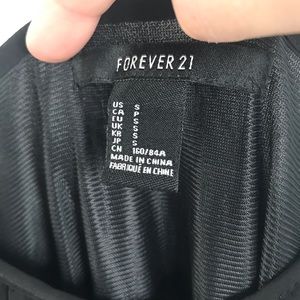 FOREVER 21
US S
CA P
EU S
UK S
KR S
JP S
CN 160/84A
MADE IN CHINA
FABRIQUÉ EN CHINE